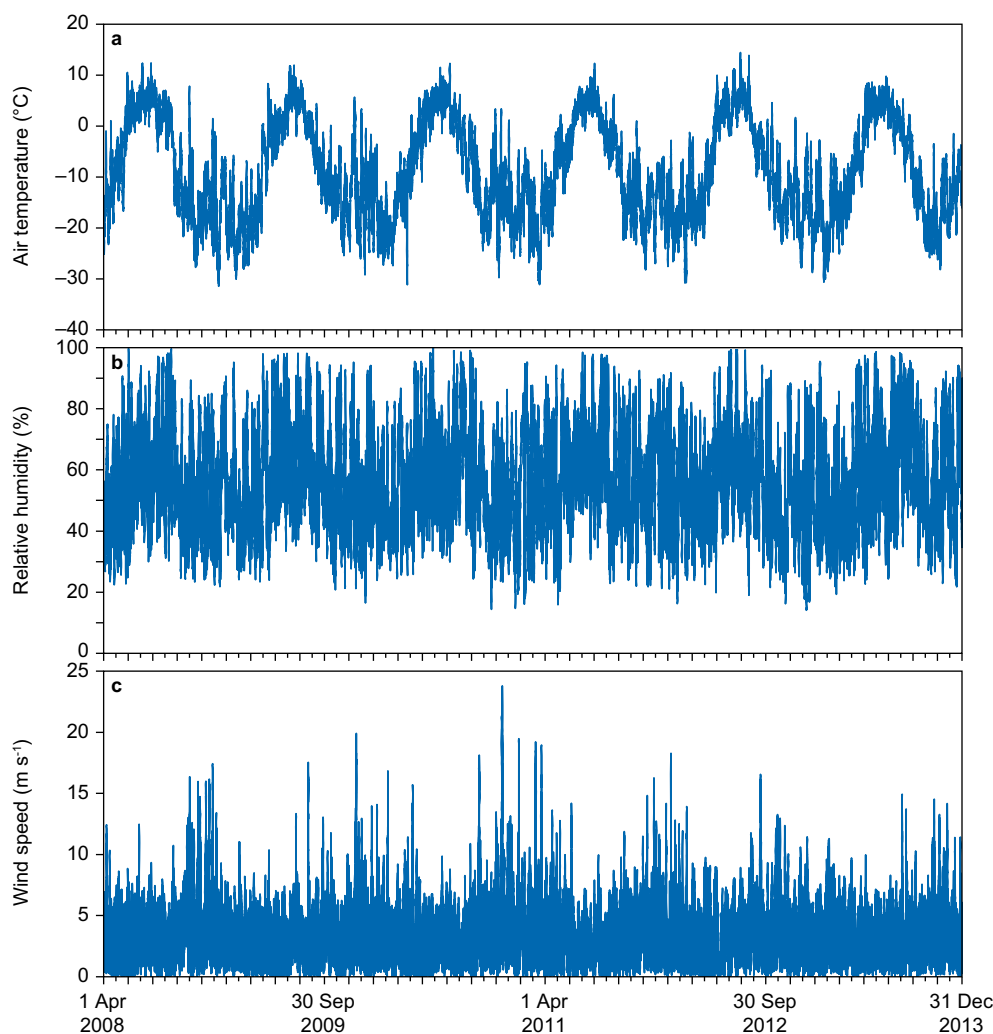 20
a
10
0
–10
–20
–30
–40
Air temperature (°C)
100
b
80
60
40
20
0
Relative humidity (%)
25
c
20
15
10
5
0
Wind speed (m s-1)
1 Apr
2008
30 Sep
2009
1 Apr
2011
30 Sep
2012
31 Dec
2013